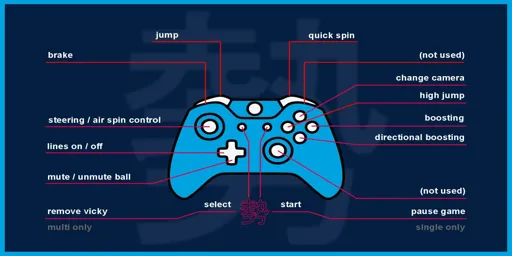 jump
quick spin
brake
(not used)
change camera
high jump
steering / air spin control
boosting
lines on / off
directional boosting
mute / unmute ball
(not used)
remove vicky
select
勢
start
pause game
multi only
single only